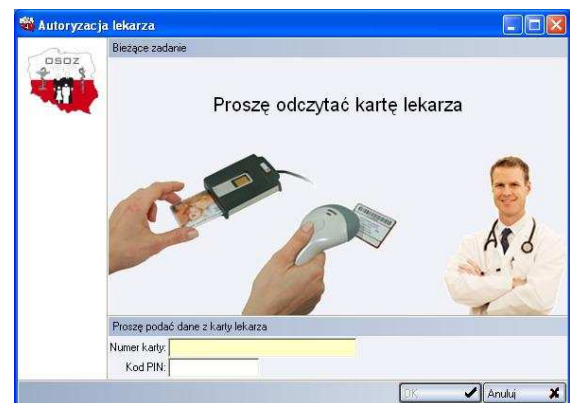 Autoryzacja lekarza
OSOZ
Bieżące zadanie
Proszę odczytać kartę lekarza
Proszę podać dane z karty lekarza
Numer karty:
Kod PIN:
OK
Anuluj